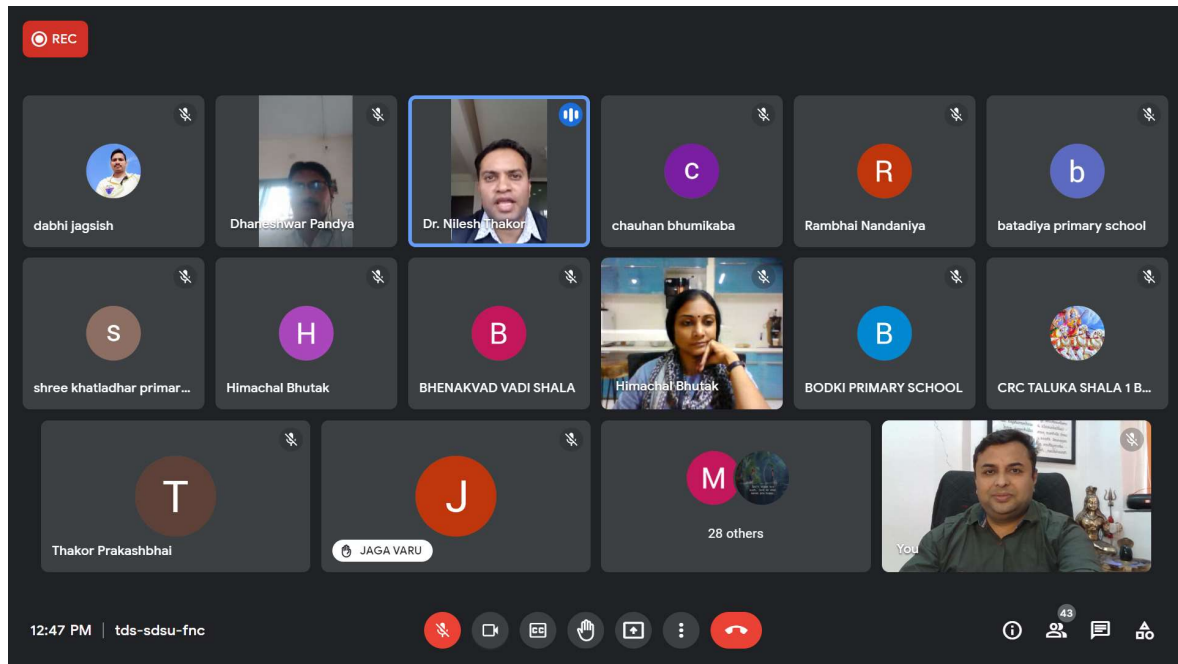 REC
dabhi jagsish
Dhaneshwar Pandya
Dr. Nilesh Thakor
c
chauhan bhumikaba
R
Rambhai Nandaniya
b
batadiya primary school
s
shree khatladhar primar...
H
Himachal Bhutak
B
BHENAKVAD VADI SHALA
Himachal Bhutak
B
BODKI PRIMARY SCHOOL
CRC TALUKA SHALA 1 B...
T
Thakor Prakashbhai
J
JAGA VARU
M
28 others
You
12:47 PM | tds-sdsu-fnc
CC
43